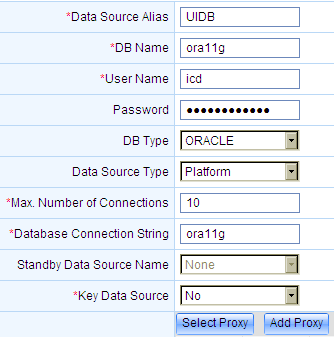 *Data Source Alias UIDB
*DB Name ora11g
*User Name icd
Password ●●●●●●●●●●●●
DB Type ORACLE
Data Source Type Platform
*Max. Number of Connections 10
*Database Connection String ora11g
Standby Data Source Name None
*Key Data Source No
Select Proxy Add Proxy